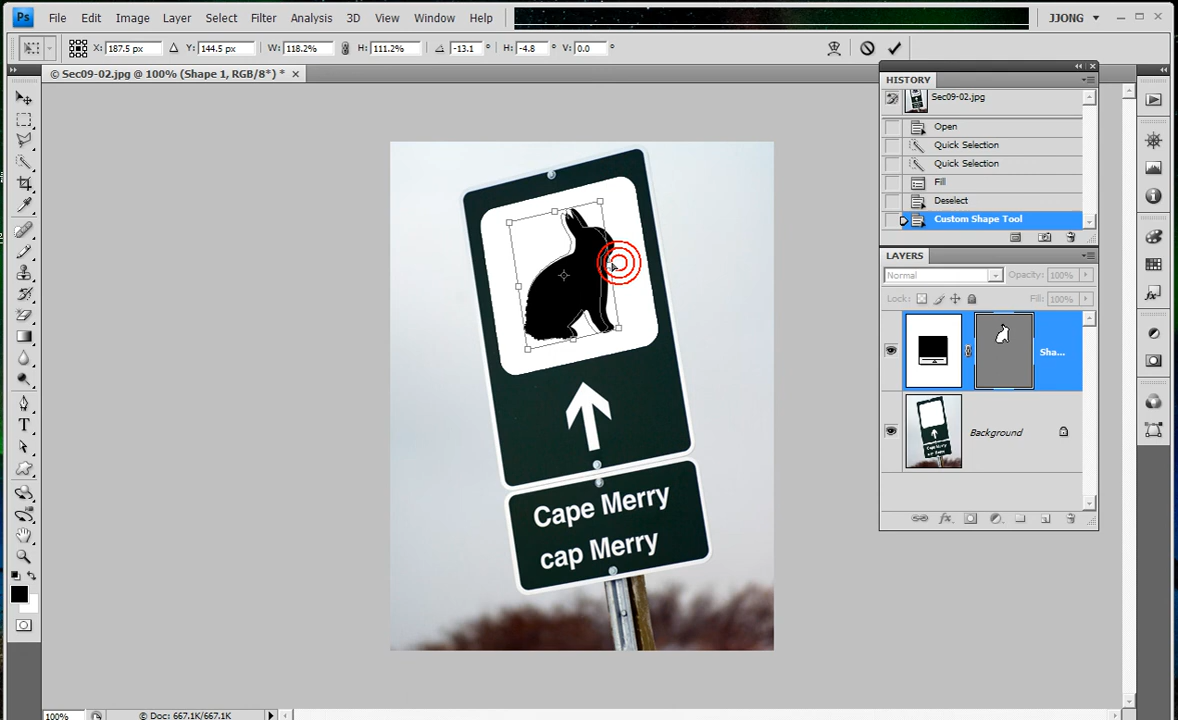 Ps File Edit Image Layer Select Filter Analysis 3D View Window Help JJONG
X: 187.5 px Y: 144.5 px W: 118.2% H: 111.2% -13.1 ° H: -4.8 ° V: 0.0 °
© Sec09-02.jpg @ 100% (Shape 1, RGB/8*) * ×
HISTORY
Sec09-02.jpg
Open
Quick Selection
Quick Selection
Fill
Deselect
Custom Shape Tool
LAYERS
Normal Opacity: 100%
Lock: Fill: 100%
Sha...
Background
Cape Merry
cap Merry
T
100% Doc: 667.1K/667.1K